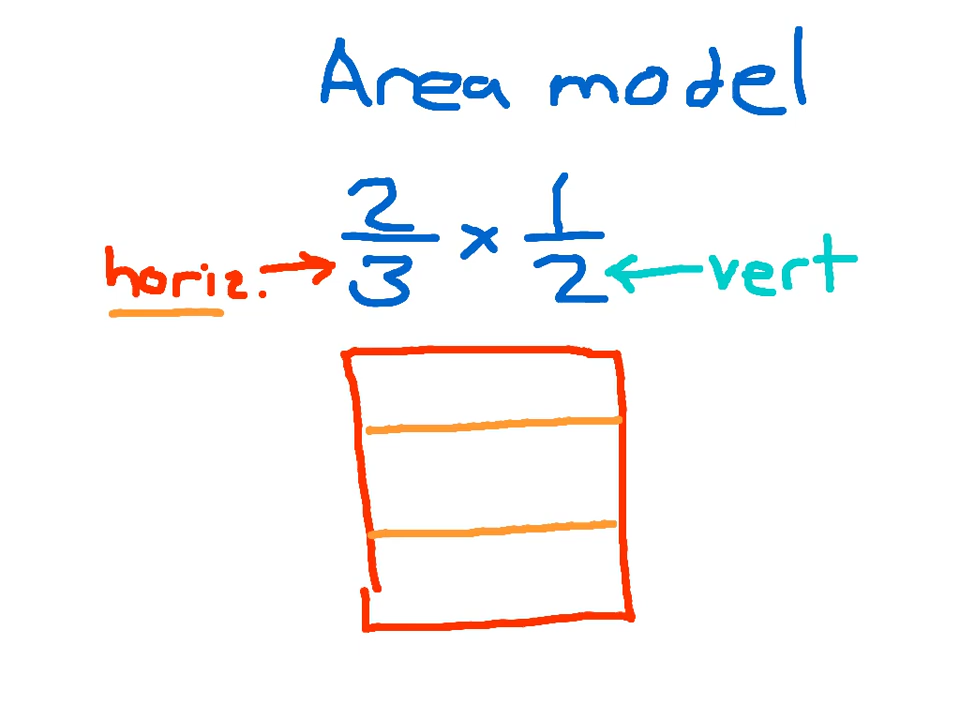 Area model
2/3 × 1/2
horiz. → ← vert